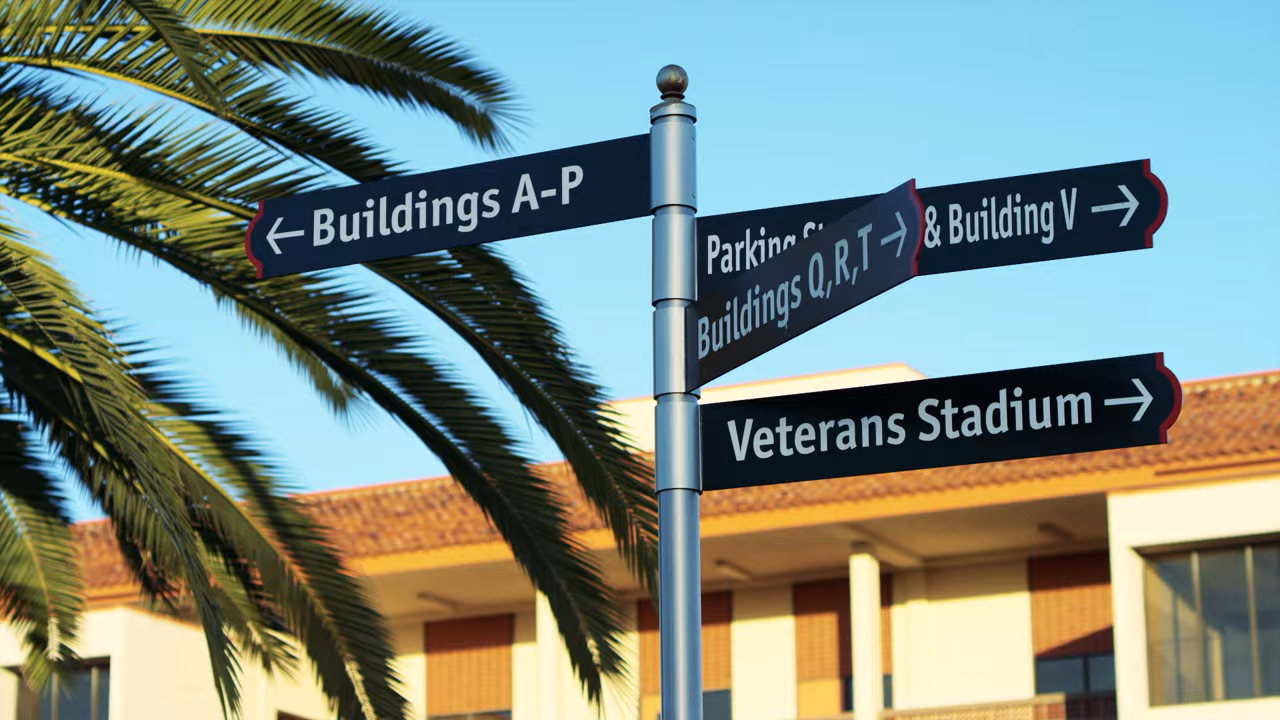 ← Buildings A-P
Parking & Building V →
Buildings Q,R,T →
Veterans Stadium →